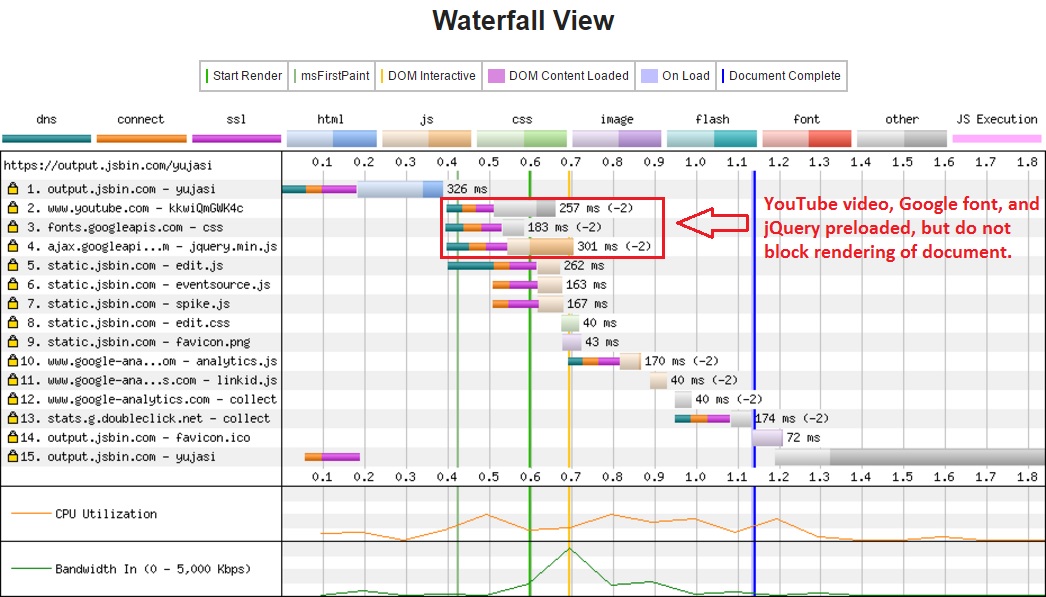 Waterfall View
Start Render msFirstPaint DOM Interactive DOM Content Loaded On Load Document Complete
dns connect ssl html js css image flash font other JS Execution
https://output.jsbin.com/yujasi 0.1 0.2 0.3 0.4 0.5 0.6 0.7 0.8 0.9 1.0 1.1 1.2 1.3 1.4 1.5 1.6 1.7 1.8
1. output.jsbin.com - yujasi 326 ms
2. www.youtube.com - kkwiQmGWK4c 257 ms (-2)
3. fonts.googleapis.com - css 183 ms (-2)
4. ajax.googleapi...m - jquery.min.js 301 ms (-2)
YouTube video, Google font, and
jQuery preloaded, but do not
block rendering of document.
5. static.jsbin.com - edit.js 262 ms
6. static.jsbin.com - eventsource.js 163 ms
7. static.jsbin.com - spike.js 167 ms
8. static.jsbin.com - edit.css 40 ms
9. static.jsbin.com - favicon.png 43 ms
10. www.google-ana...om - analytics.js 170 ms (-2)
11. www.google-ana...s.com - linkid.js 40 ms (-2)
12. www.google-analytics.com - collect 40 ms (-2)
13. stats.g.doubleclick.net - collect 174 ms (-2)
14. output.jsbin.com - favicon.ico 72 ms
15. output.jsbin.com - yujasi
0.1 0.2 0.3 0.4 0.5 0.6 0.7 0.8 0.9 1.0 1.1 1.2 1.3 1.4 1.5 1.6 1.7 1.8
CPU Utilization
Bandwidth In (0 - 5,000 Kbps)